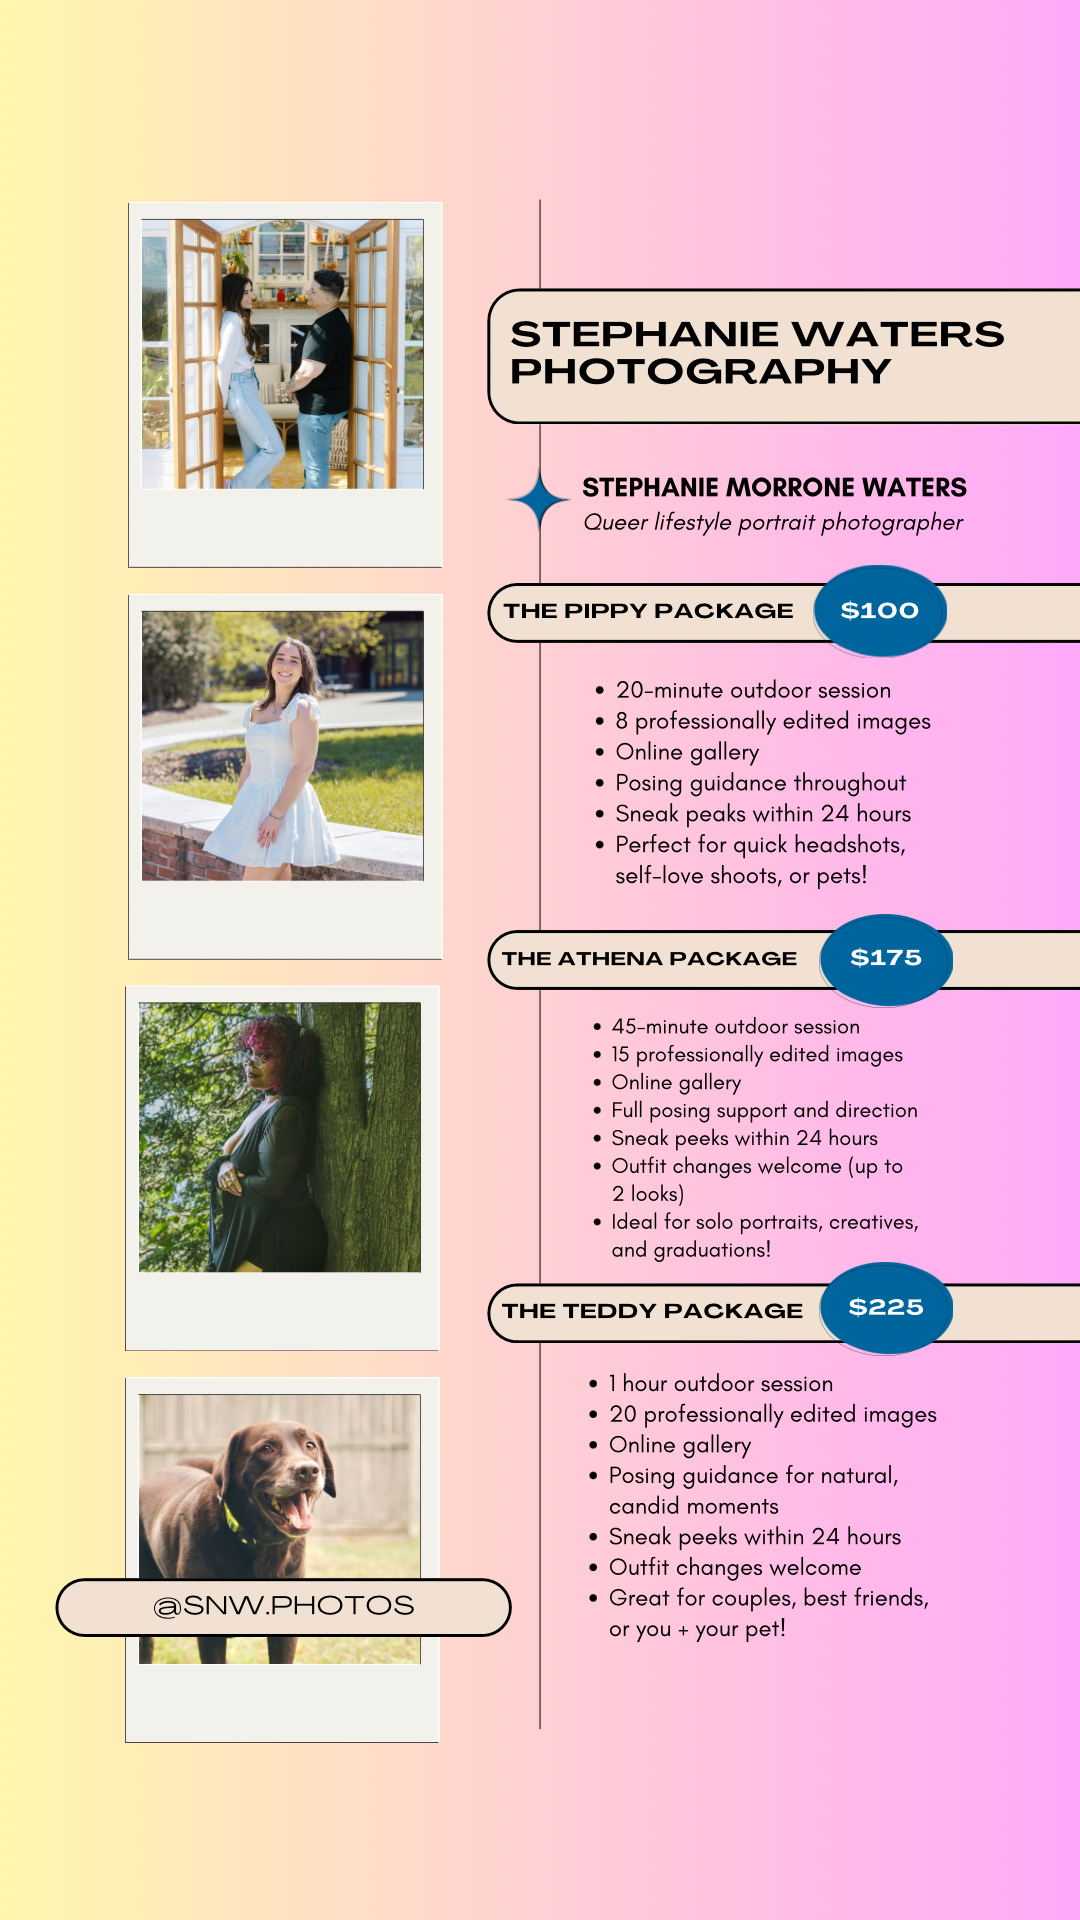 STEPHANIE WATERS
PHOTOGRAPHY
STEPHANIE MORRONE WATERS
Queer lifestyle portrait photographer
THE PIPPY PACKAGE $100
• 20-minute outdoor session
• 8 professionally edited images
• Online gallery
• Posing guidance throughout
• Sneak peaks within 24 hours
• Perfect for quick headshots,
self-love shoots, or pets!
THE ATHENA PACKAGE $175
• 45-minute outdoor session
• 15 professionally edited images
• Online gallery
• Full posing support and direction
• Sneak peeks within 24 hours
• Outfit changes welcome (up to
2 looks)
• Ideal for solo portraits, creatives,
and graduations!
THE TEDDY PACKAGE $225
• 1 hour outdoor session
• 20 professionally edited images
• Online gallery
• Posing guidance for natural,
candid moments
• Sneak peeks within 24 hours
• Outfit changes welcome
• Great for couples, best friends,
or you + your pet!
@SNW.PHOTOS